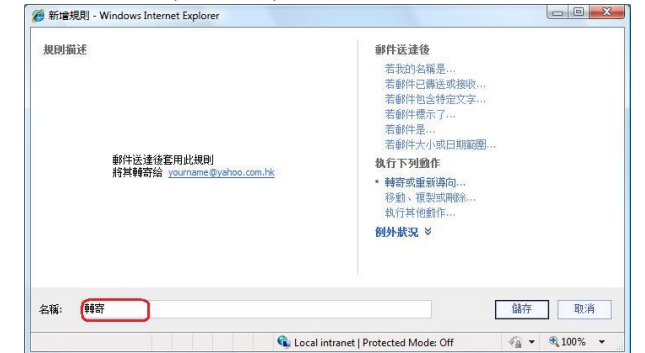 新增規則 - Windows Internet Explorer
規則描述
郵件送達後套用此規則
將其轉寄給 yourname@yahoo.com.hk
郵件送達後
若我的名稱是...
若郵件已傳送或接收...
若郵件包含特定文字...
若郵件標示了...
若郵件是...
若郵件大小或日期範圍...
執行下列動作
• 轉寄或重新導向...
移動、複製或刪除...
執行其他動作...
例外狀況
名稱: 轉寄
儲存 取消
Local intranet | Protected Mode: Off 100%